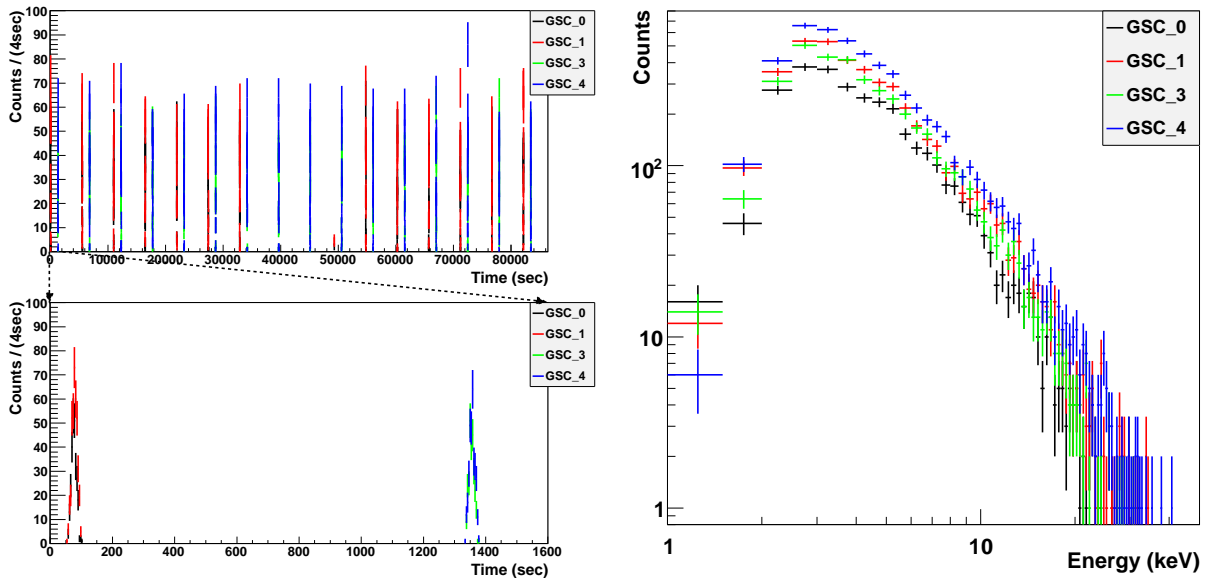 Counts / (4sec)
100
90
80
70
60
50
40
30
20
10
0
0 10000 20000 30000 40000 50000 60000 70000 80000
Time (sec)
GSC_0
GSC_1
GSC_3
GSC_4
Counts / (4sec)
100
90
80
70
60
50
40
30
20
10
0
0 200 400 600 800 1000 1200 1400 1600
Time (sec)
GSC_0
GSC_1
GSC_3
GSC_4
Counts
10²
10
1
1 10
Energy (keV)
GSC_0
GSC_1
GSC_3
GSC_4